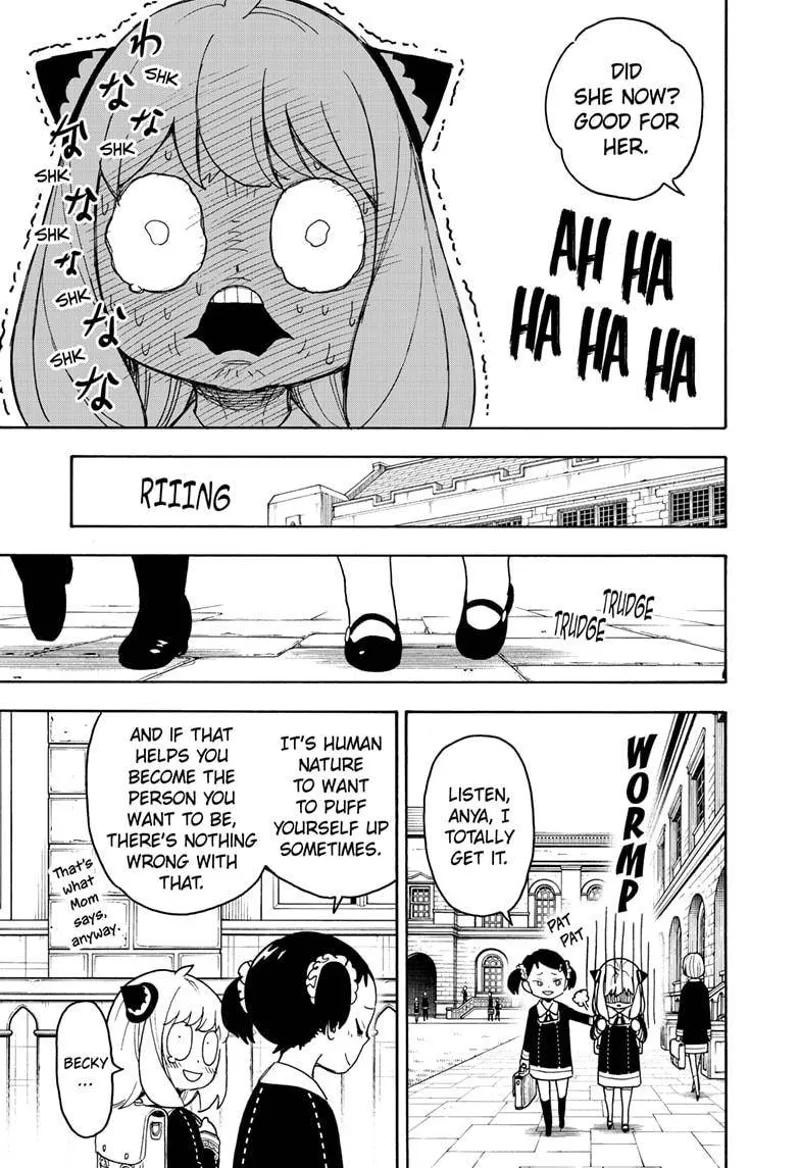 DID
SHE NOW?
GOOD FOR
HER.
AH HA
HA HA HA
わ
な
な
わ
な
な
な
な
な
SHK
SHK
SHK
SHK
SHK
SHK
SHK
RIIING
TRUDGE
TRUDGE
WORMP
LISTEN,
ANYA, I
TOTALLY
GET IT.
PAT
PAT
IT'S HUMAN
NATURE
TO WANT
TO PUFF
YOURSELF UP
SOMETIMES.
AND IF THAT
HELPS YOU
BECOME THE
PERSON YOU
WANT TO BE,
THERE'S NOTHING
WRONG WITH
THAT.
That's
what
Mom
says,
anyway.
BECKY
...